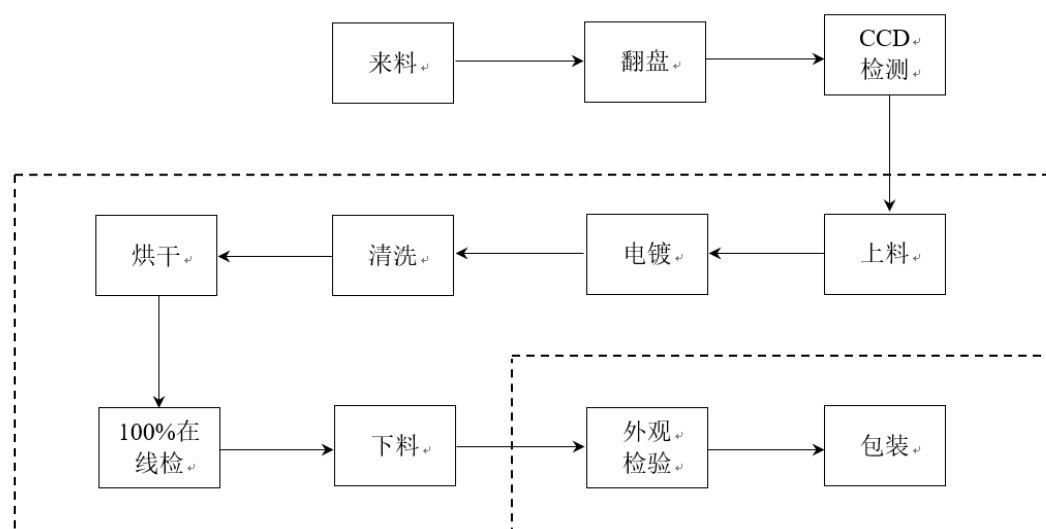 来料
翻盘
CCD
检测
上料
电镀
清洗
烘干
100%在
线检
下料
外观
检验
包装